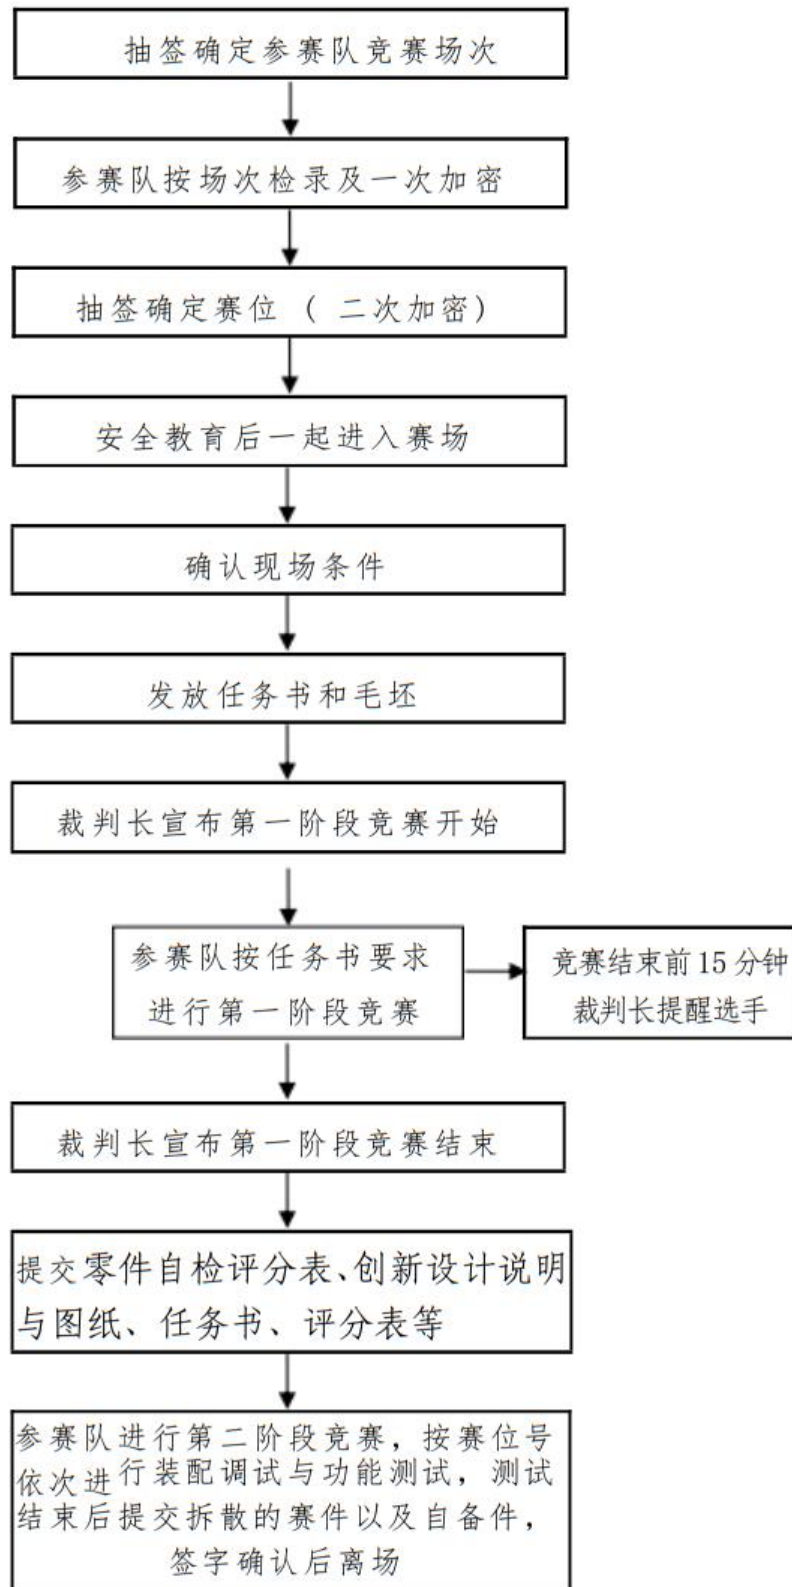 抽签确定参赛队竞赛场次
参赛队按场次检录及一次加密
抽签确定赛位 ( 二次加密)
安全教育后一起进入赛场
确认现场条件
发放任务书和毛坯
裁判长宣布第一阶段竞赛开始
参赛队按任务书要求
进行第一阶段竞赛
竞赛结束前 15 分钟
裁判长提醒选手
裁判长宣布第一阶段竞赛结束
提交零件自检评分表、创新设计说明
与图纸、任务书、评分表等
参赛队进行第二阶段竞赛，按赛位号
依次进行装配调试与功能测试，测试
结束后提交拆散的赛件以及自备件，
签字确认后离场